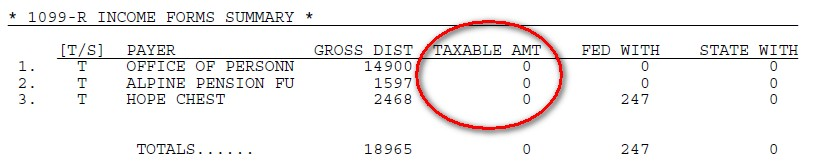 * 1099-R INCOME FORMS SUMMARY *
[T/S] PAYER GROSS DIST TAXABLE AMT FED WITH STATE WITH
1. T OFFICE OF PERSONN 14900 0 0 0
2. T ALPINE PENSION FU 1597 0 0 0
3. T HOPE CHEST 2468 0 247 0
TOTALS...... 18965 0 247 0